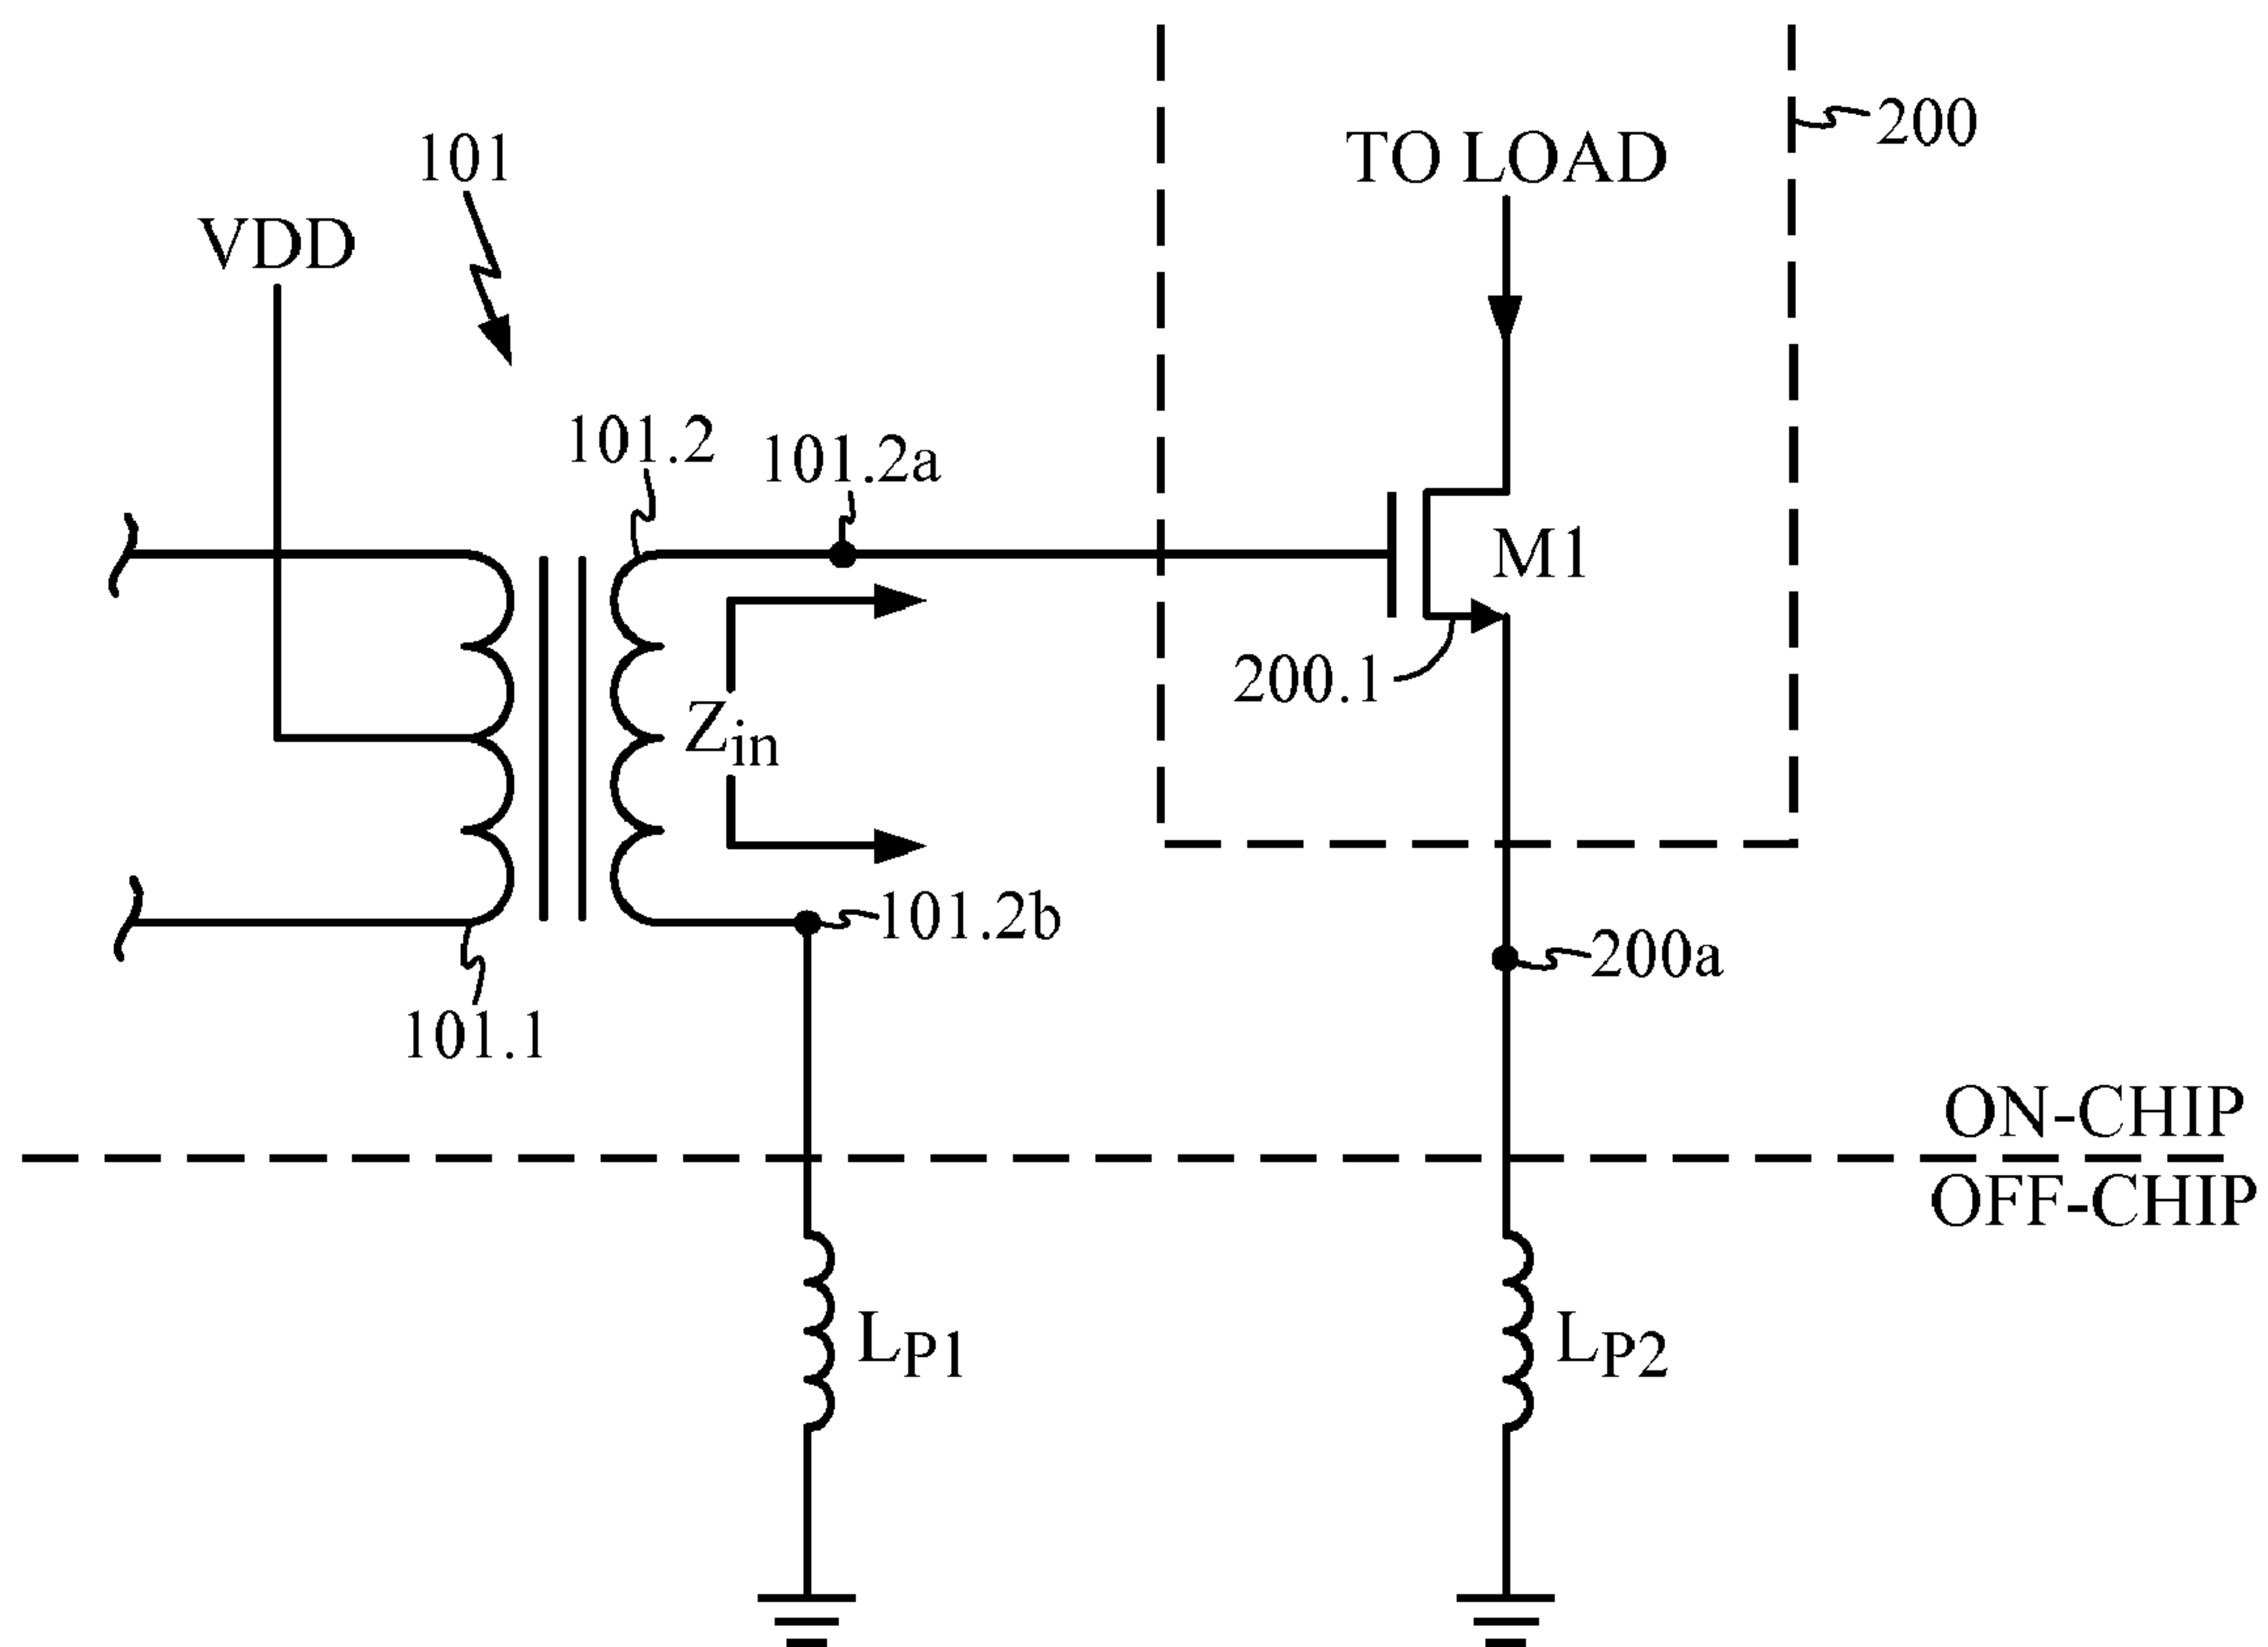 200
101
TO LOAD
VDD
101.2
101.2a
M1
200.1
Zin
101.2b
200a
101.1
ON-CHIP
OFF-CHIP
LP1
LP2